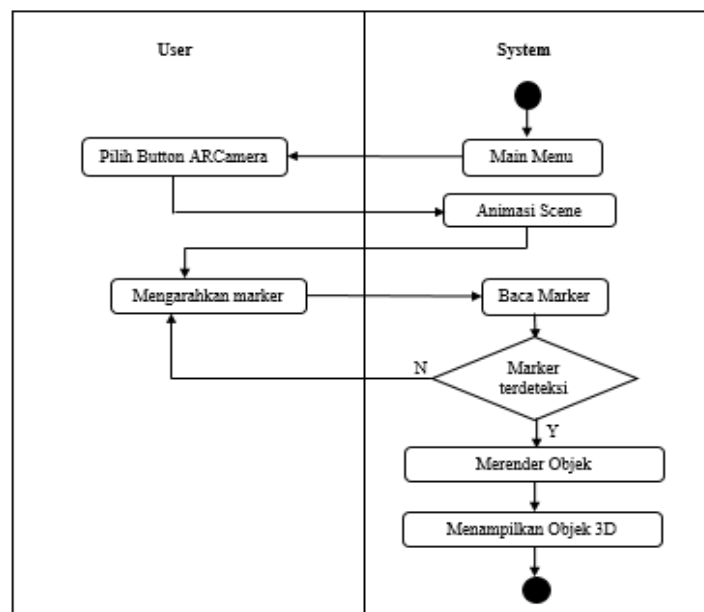 User
System
Main Menu
Pilih Button ARCamera
Animasi Scene
Mengarahkan marker
Baca Marker
N
Marker
terdeteksi
Y
Merender Objek
Menampilkan Objek 3D